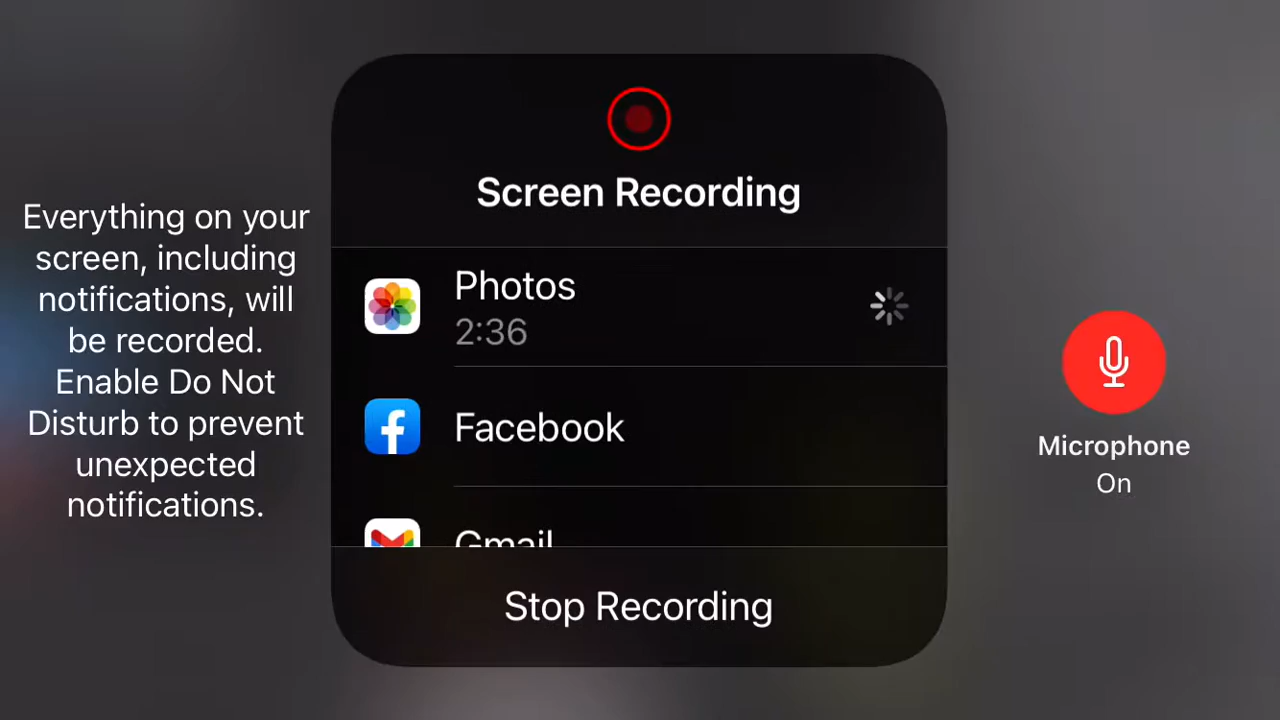 Screen Recording
Everything on your
screen, including
notifications, will
be recorded.
Enable Do Not
Disturb to prevent
unexpected
notifications.
Photos
2:36
Facebook
Gmail
Stop Recording
Microphone
On